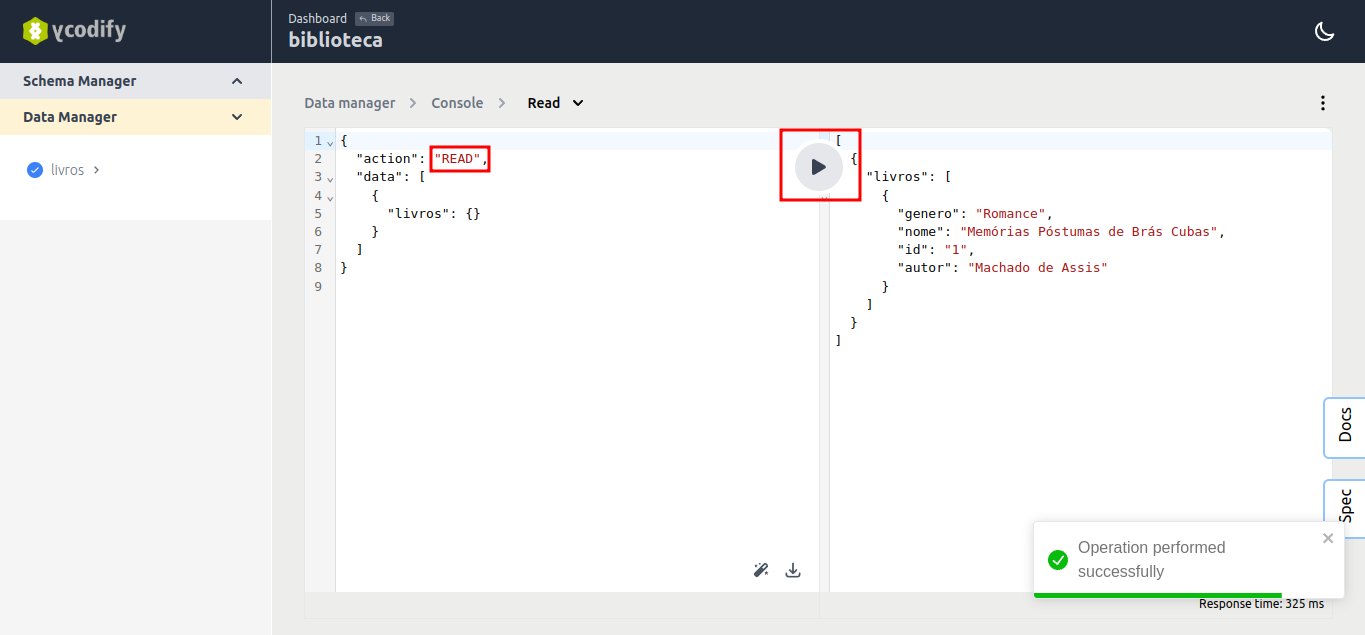 ycodify
Dashboard
Back
biblioteca
Schema Manager
Data Manager
livros
Data manager
Console
Read
1 {
2 "action": "READ",
3 "data": [
4 {
5 "livros": {}
6 }
7 ]
8 }
9
[
{
"livros": [
{
"genero": "Romance",
"nome": "Memórias Póstumas de Brás Cubas",
"id": "1",
"autor": "Machado de Assis"
}
]
}
]
Docs
Spec
Operation performed
successfully
Response time: 325 ms